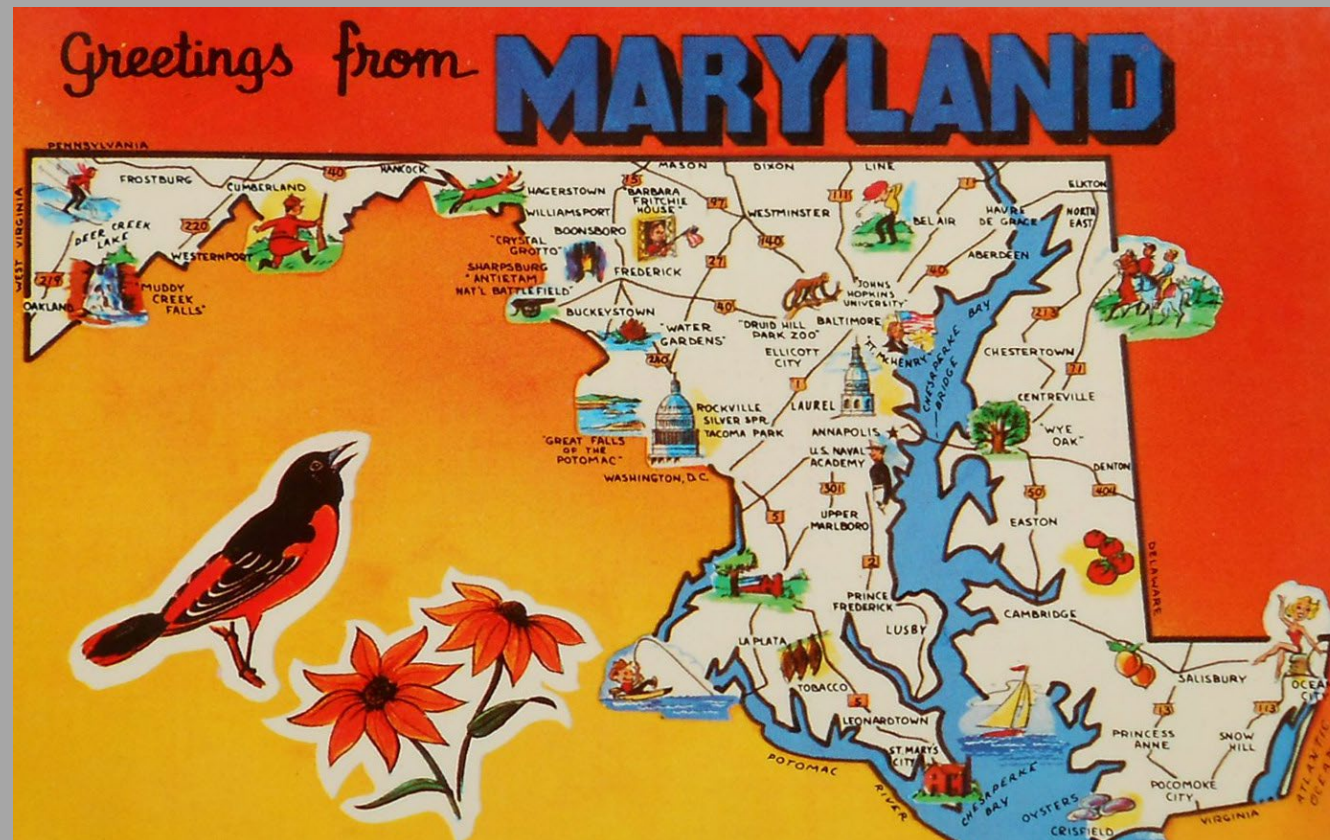 Greetings from MARYLAND
PENNSYLVANIA
WEST VIRGINIA
FROSTBURG
CUMBERLAND
40
HANCOCK
220
DEER CREEK
LAKE
WESTERNPORT
219
OAKLAND
"MUDDY
CREEK
FALLS"
MASON DIXON LINE
HAGERSTOWN
WILLIAMSPORT
BOONSBORO
15
"BARBARA
FRITCHIE
HOUSE"
97
WESTMINSTER
111
1
ELKTON
BEL AIR
HAVRE
DE GRACE
NORTH
EAST
"CRYSTAL
GROTTO"
SHARPSBURG
"ANTIETAM
NAT'L BATTLEFIELD"
FREDERICK
140
27
40
ABERDEEN
BUCKEYSTOWN
40
"JOHNS
HOPKINS
UNIVERSITY"
"DRUID HILL
PARK ZOO"
BALTIMORE
"FT. McHENRY"
213
"WATER
GARDENS"
240
ELLICOTT
CITY
CHESAPEAKE BAY
BRIDGE
CHESTERTOWN
71
1
LAUREL
CENTREVILLE
ROCKVILLE
SILVER SPR.
TACOMA PARK
"GREAT FALLS
OF THE
POTOMAC"
WASHINGTON, D.C.
ANNAPOLIS
U.S. NAVAL
ACADEMY
"WYE
OAK"
DENTON
301
50
404
5
UPPER
MARLBORO
EASTON
2
DELAWARE
PRINCE
FREDERICK
LUSBY
CAMBRIDGE
LA PLATA
TOBACCO
5
LEONARDTOWN
SALISBURY
OCEAN
CITY
13
113
PRINCESS
ANNE
SNOW
HILL
ST. MARYS
CITY
POTOMAC
RIVER
CHESAPEAKE
BAY
OYSTERS
CRISFIELD
POCOMOKE
CITY
VIRGINIA
ATLANTIC
OCEAN